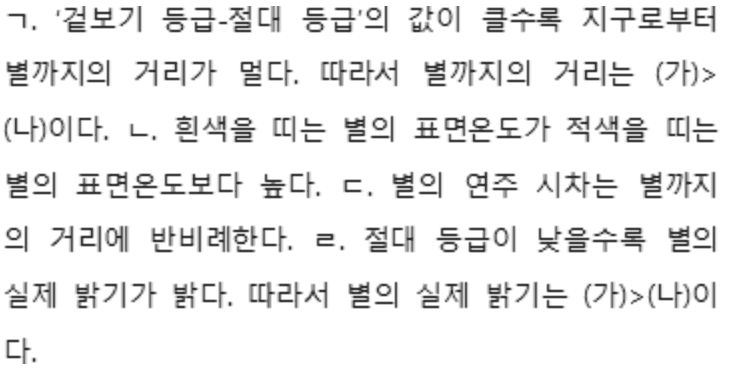 ㄱ. '겉보기 등급-절대 등급'의 값이 클수록 지구로부터
별까지의 거리가 멀다. 따라서 별까지의 거리는 (가)>
(나)이다. ㄴ. 흰색을 띠는 별의 표면온도가 적색을 띠는
별의 표면온도보다 높다. ㄷ. 별의 연주 시차는 별까지
의 거리에 반비례한다. ㄹ. 절대 등급이 낮을수록 별의
실제 밝기가 밝다. 따라서 별의 실제 밝기는 (가)>(나)이
다.